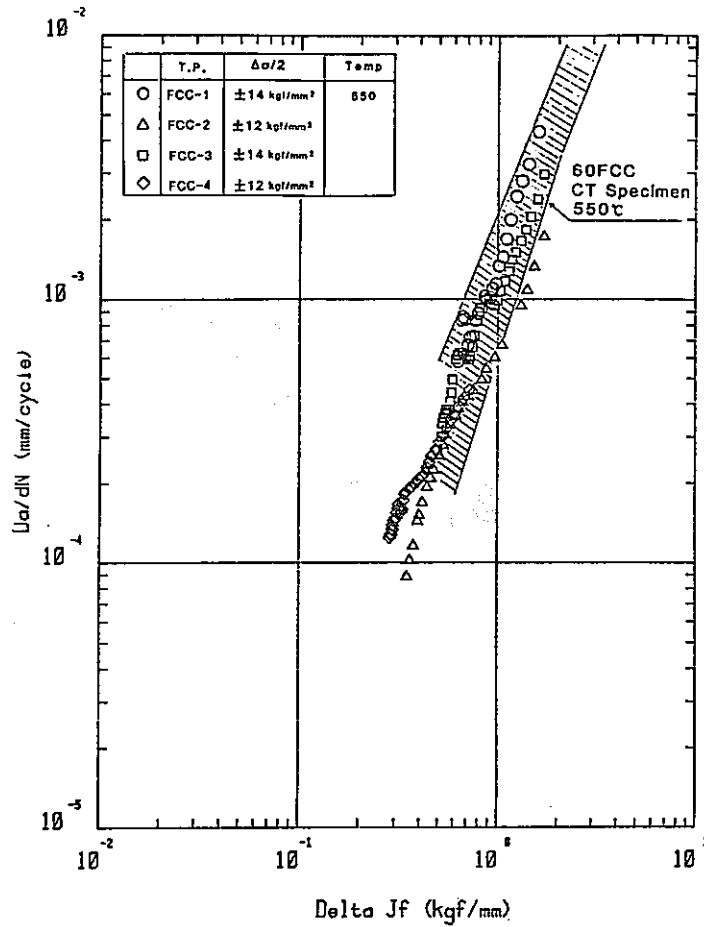 10⁻²
T.P. Δσ/2 Temp
○ FCC-1 ±14 kgf/mm² 550
△ FCC-2 ±12 kgf/mm²
□ FCC-3 ±14 kgf/mm²
◇ FCC-4 ±12 kgf/mm²
60FCC
CT Specimen
550℃
10⁻³
Da/dN (mm/cycle)
10⁻⁴
10⁻⁵
10⁻² 10⁻¹ 10⁰ 10¹
Delta Jf (kgf/mm)